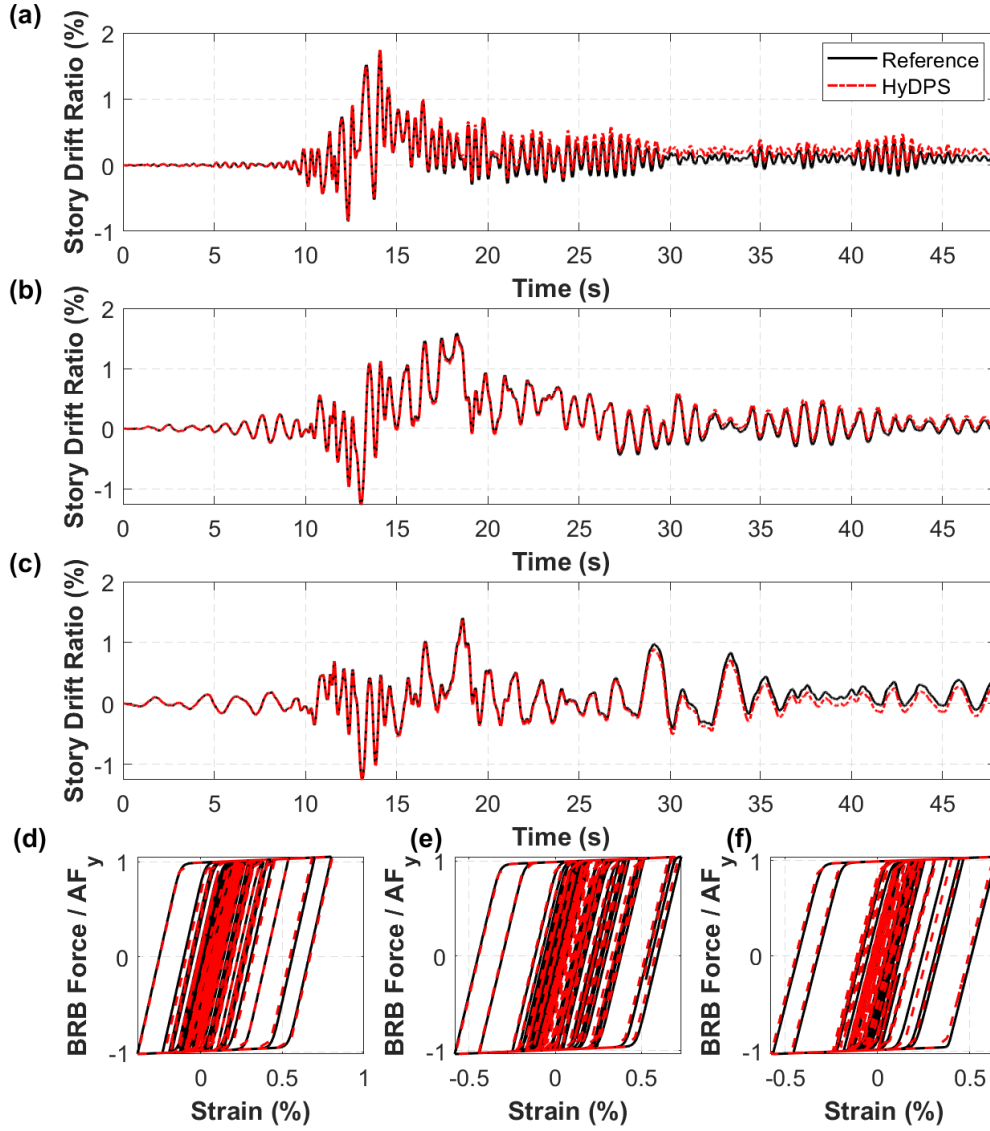 (a)
Story Drift Ratio (%)
2
1
0
-1
Reference
HyDPS
0 5 10 15 20 25 30 35 40 45
Time (s)
(b)
Story Drift Ratio (%)
2
1
0
-1
0 5 10 15 20 25 30 35 40 45
Time (s)
(c)
Story Drift Ratio (%)
2
1
0
-1
0 5 10 15 20 25 30 35 40 45
Time (s)
(d)
BRB Force / AFy
1
0
-1
0 0.5 1
Strain (%)
(e)
BRB Force / AFy
1
0
-1
-0.5 0 0.5
Strain (%)
(f)
BRB Force / AFy
1
0
-1
-0.5 0 0.5
Strain (%)